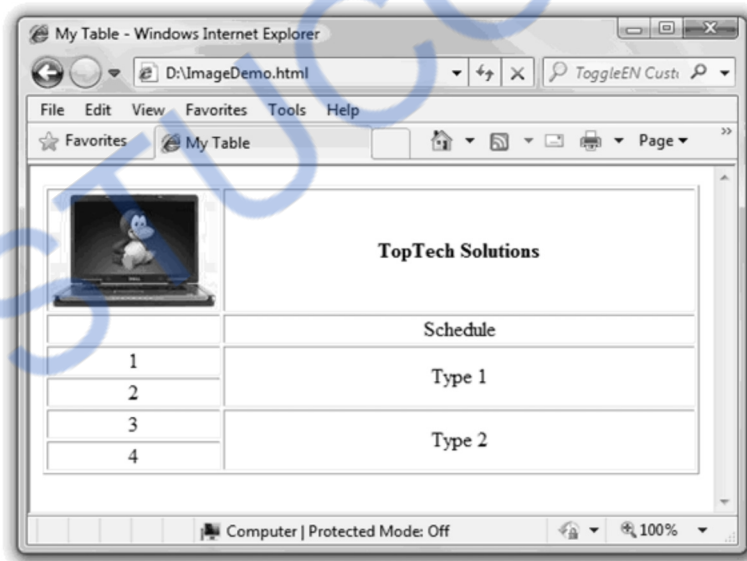 My Table - Windows Internet Explorer
D:\ImageDemo.html
ToggleEN Cust
File Edit View Favorites Tools Help
Favorites My Table Page
TopTech Solutions
Schedule
1
Type 1
2
3
Type 2
4
Computer | Protected Mode: Off 100%
STUCO